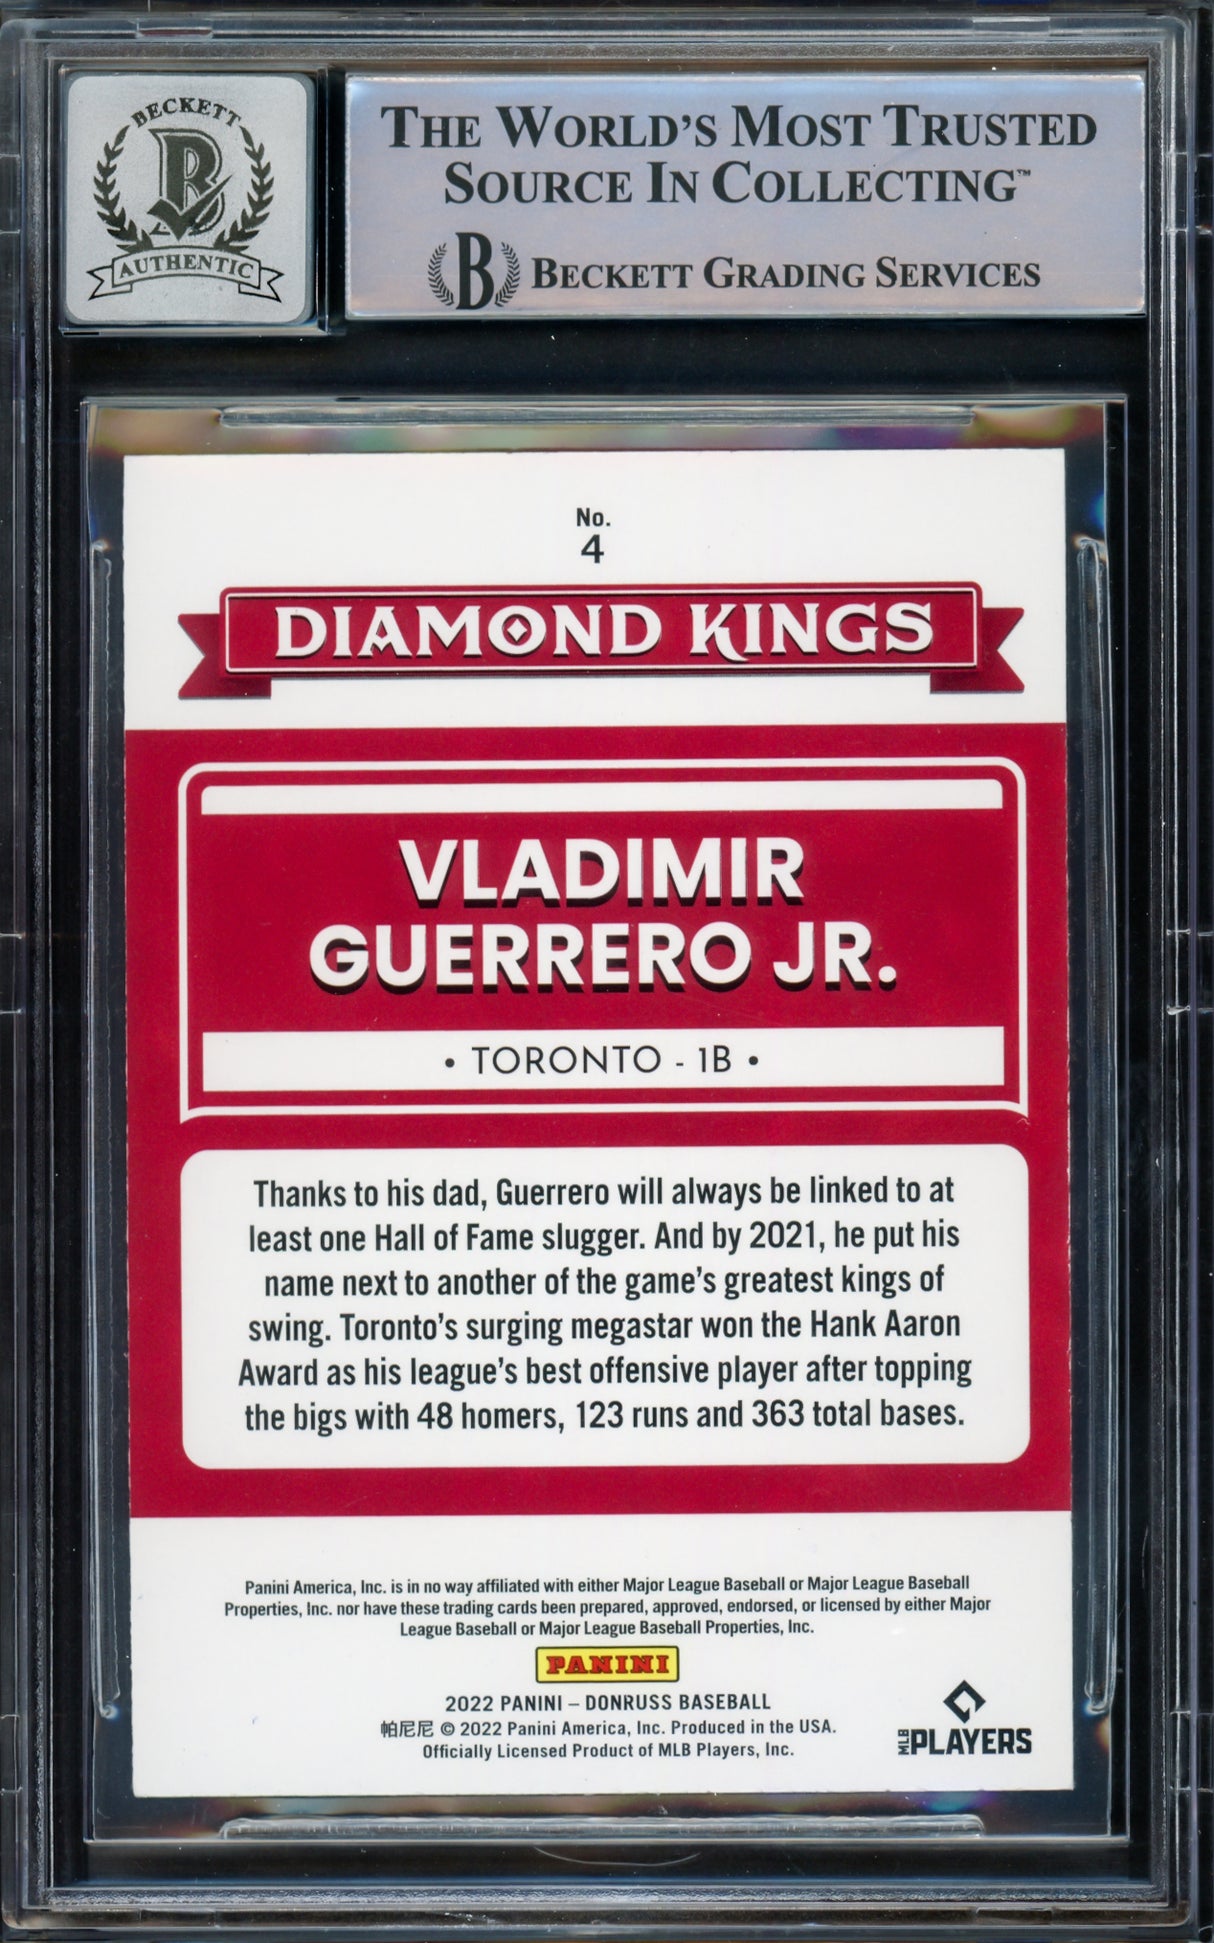 BECKETT
B
AUTHENTIC
THE WORLD'S MOST TRUSTED
SOURCE IN COLLECTING™
B BECKETT GRADING SERVICES
No.
4
DIAMOND KINGS
VLADIMIR
GUERRERO JR.
• TORONTO - 1B •
Thanks to his dad, Guerrero will always be linked to at
least one Hall of Fame slugger. And by 2021, he put his
name next to another of the game's greatest kings of
swing. Toronto's surging megastar won the Hank Aaron
Award as his league's best offensive player after topping
the bigs with 48 homers, 123 runs and 363 total bases.
Panini America, Inc. is in no way affiliated with either Major League Baseball or Major League Baseball
Properties, Inc. nor have these trading cards been prepared, approved, endorsed, or licensed by either Major
League Baseball or Major League Baseball Properties, Inc.
PANINI
2022 PANINI – DONRUSS BASEBALL
帕尼尼 © 2022 Panini America, Inc. Produced in the USA.
Officially Licensed Product of MLB Players, Inc.
MLB PLAYERS